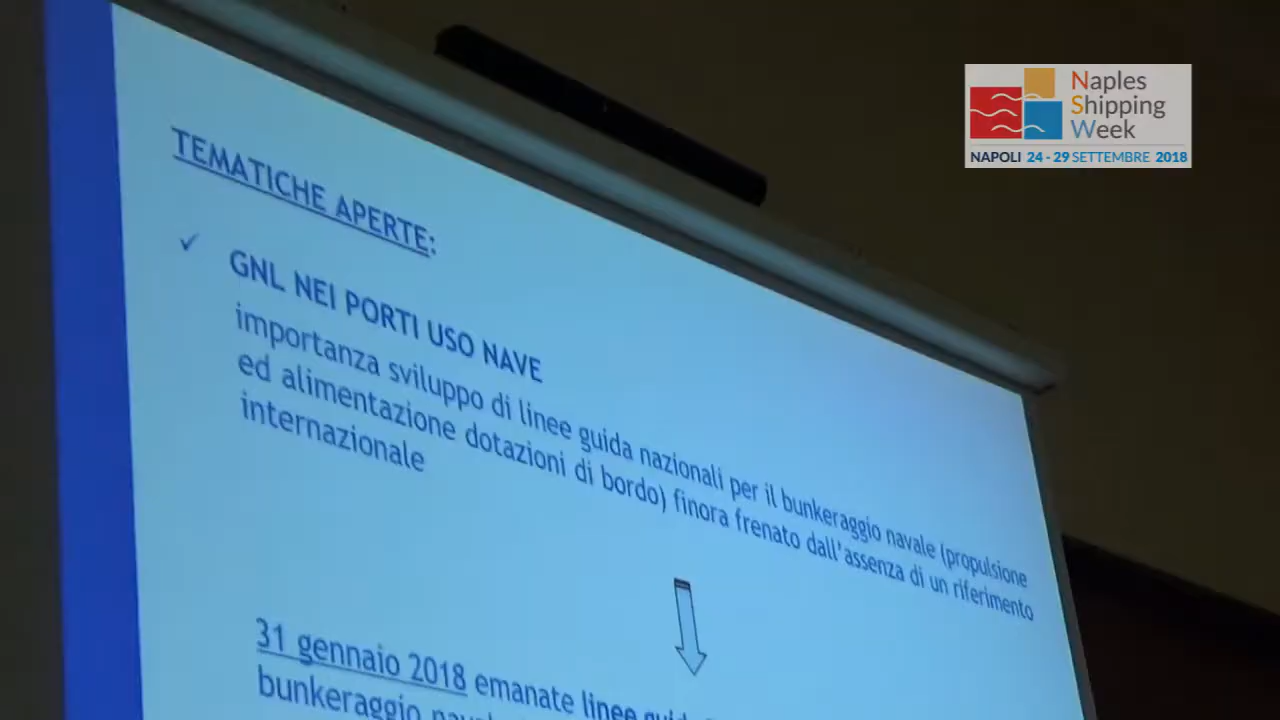 Naples
Shipping
Week
NAPOLI 24 - 29 SETTEMBRE 2018
TEMATICHE APERTE:
✓ GNL NEI PORTI USO NAVE
importanza sviluppo di linee guida nazionali per il bunkeraggio navale (propulsione
ed alimentazione dotazioni di bordo) finora frenato dall'assenza di un riferimento
internazionale
31 gennaio 2018 emanate linee
bunkeraggio